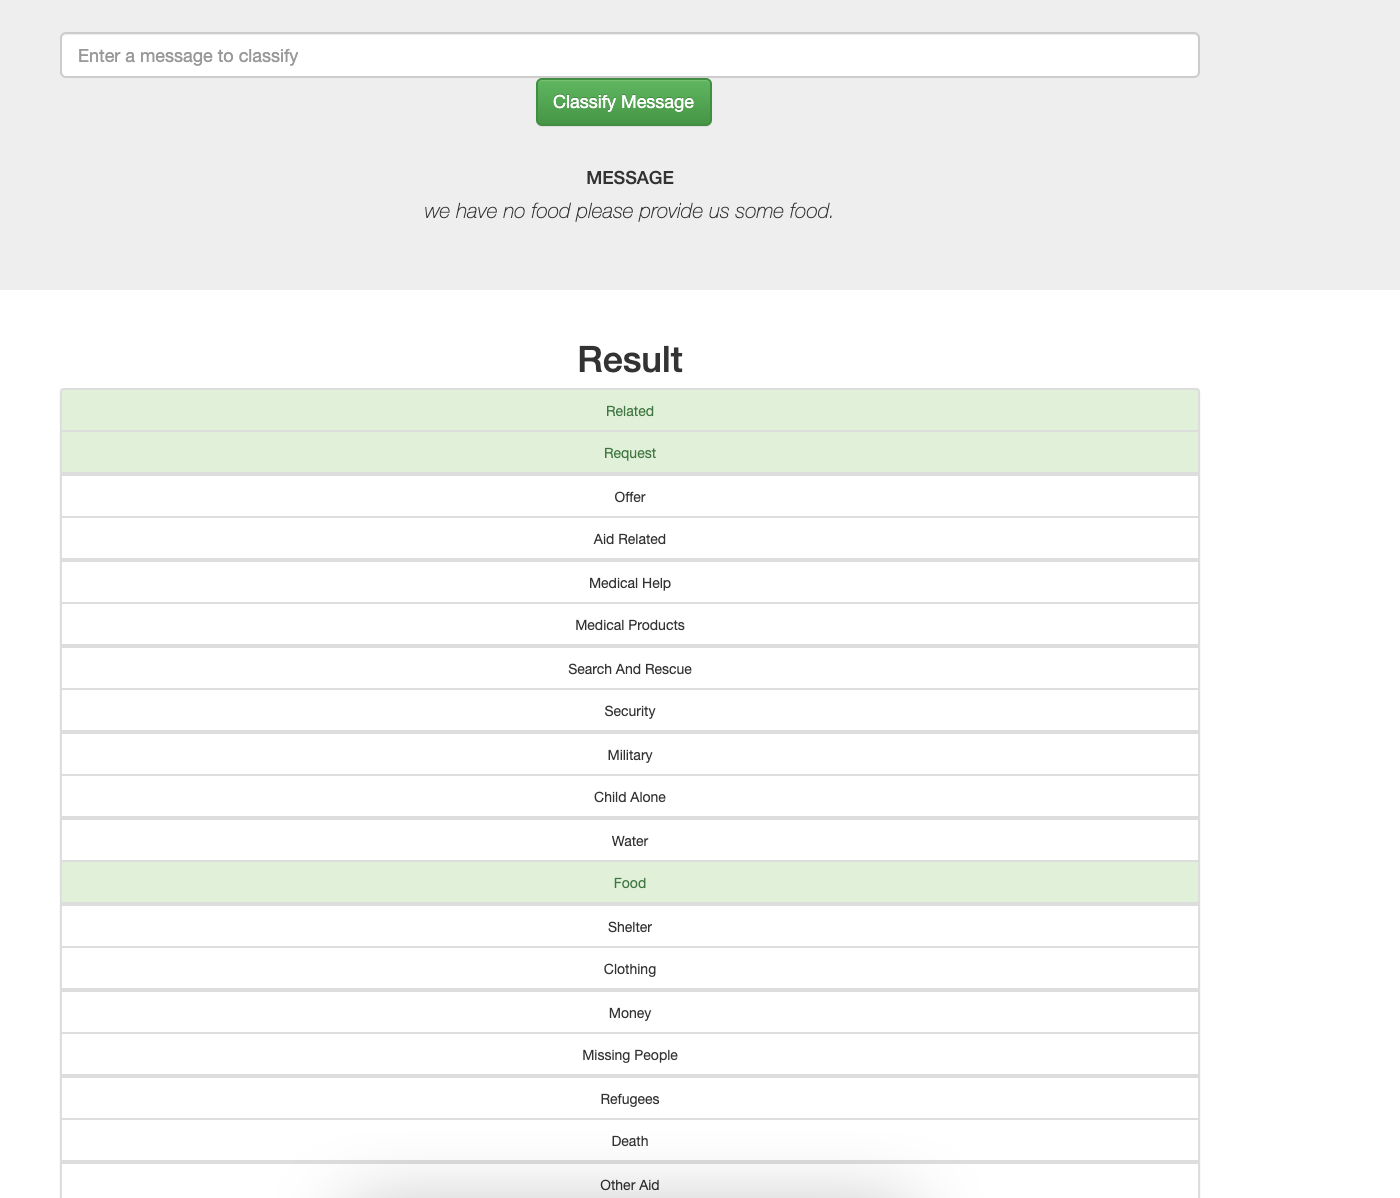 Enter a message to classify
Classify Message
MESSAGE
we have no food please provide us some food.
Result
Related
Request
Offer
Aid Related
Medical Help
Medical Products
Search And Rescue
Security
Military
Child Alone
Water
Food
Shelter
Clothing
Money
Missing People
Refugees
Death
Other Aid